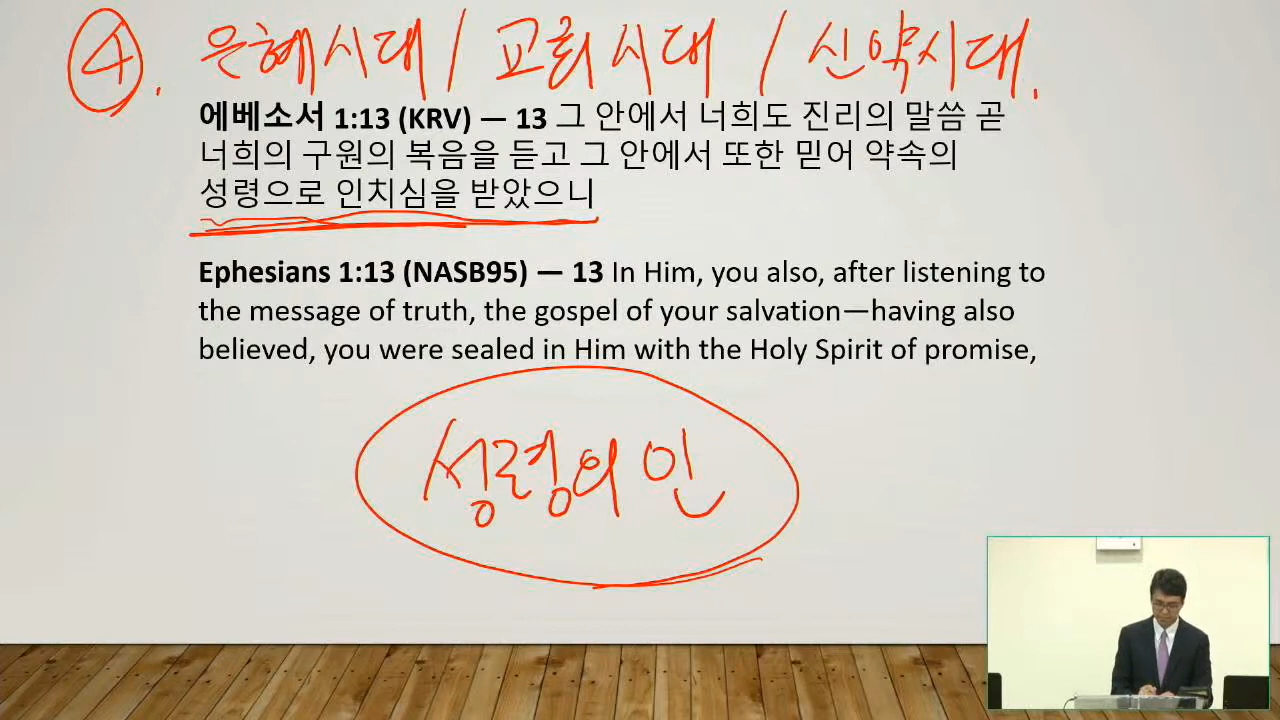 ④. 은혜시대 / 교회시대 / 신약시대.
에베소서 1:13 (KRV) — 13 그 안에서 너희도 진리의 말씀 곧
너희의 구원의 복음을 듣고 그 안에서 또한 믿어 약속의
성령으로 인치심을 받았으니
Ephesians 1:13 (NASB95) — 13 In Him, you also, after listening to
the message of truth, the gospel of your salvation—having also
believed, you were sealed in Him with the Holy Spirit of promise,
성령의 인